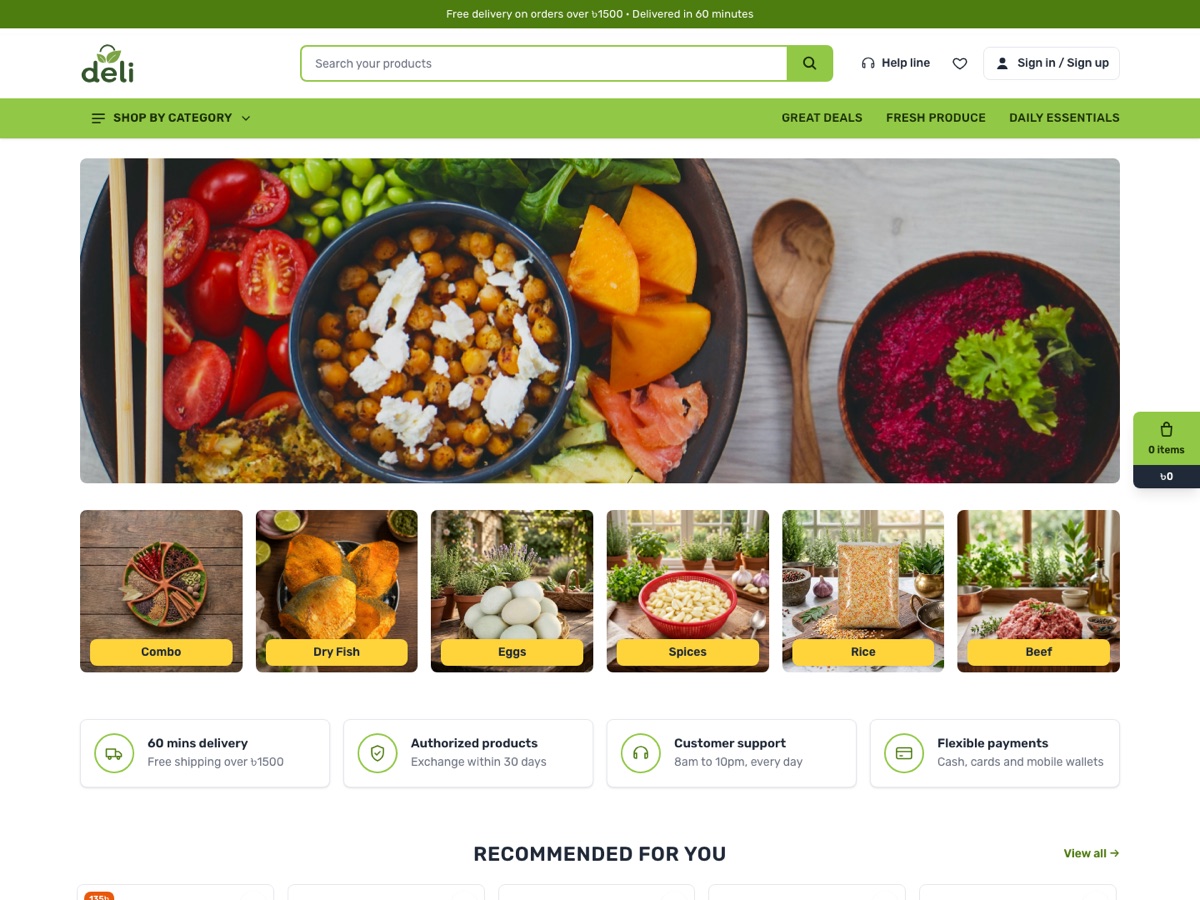 Free delivery on orders over ৳1500 • Delivered in 60 minutes
deli
Search your products
Help line
Sign in / Sign up
SHOP BY CATEGORY
GREAT DEALS
FRESH PRODUCE
DAILY ESSENTIALS
0 items
৳0
Combo
Dry Fish
Eggs
Spices
Rice
Beef
60 mins delivery
Free shipping over ৳1500
Authorized products
Exchange within 30 days
Customer support
8am to 10pm, every day
Flexible payments
Cash, cards and mobile wallets
RECOMMENDED FOR YOU
View all →